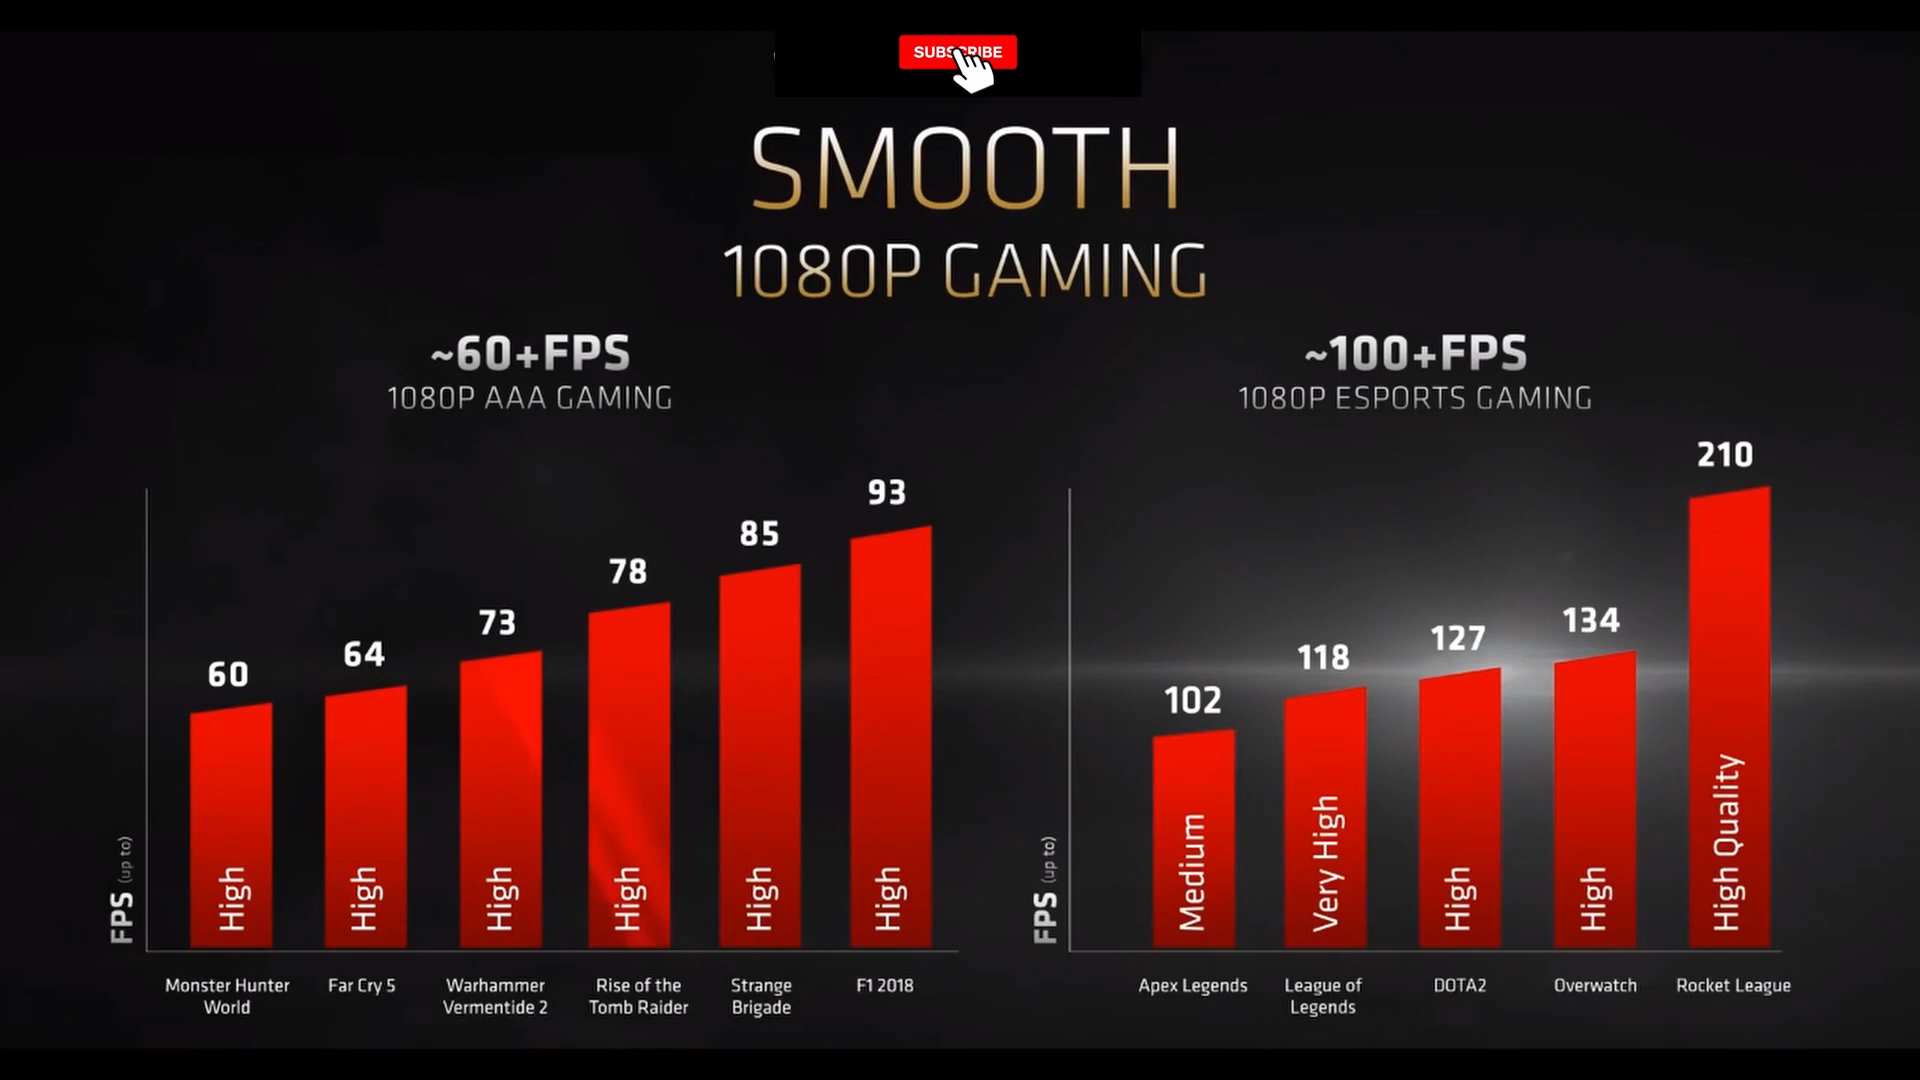 SUBSCRIBE
SMOOTH
1080P GAMING
~60+FPS
1080P AAA GAMING
60
64
73
78
85
93
FPS (up to)
High
High
High
High
High
High
Monster Hunter
World
Far Cry 5
Warhammer
Vermentide 2
Rise of the
Tomb Raider
Strange
Brigade
F1 2018
~100+FPS
1080P ESPORTS GAMING
102
118
127
134
210
FPS (up to)
Medium
Very High
High
High
High Quality
Apex Legends
League of
Legends
DOTA2
Overwatch
Rocket League